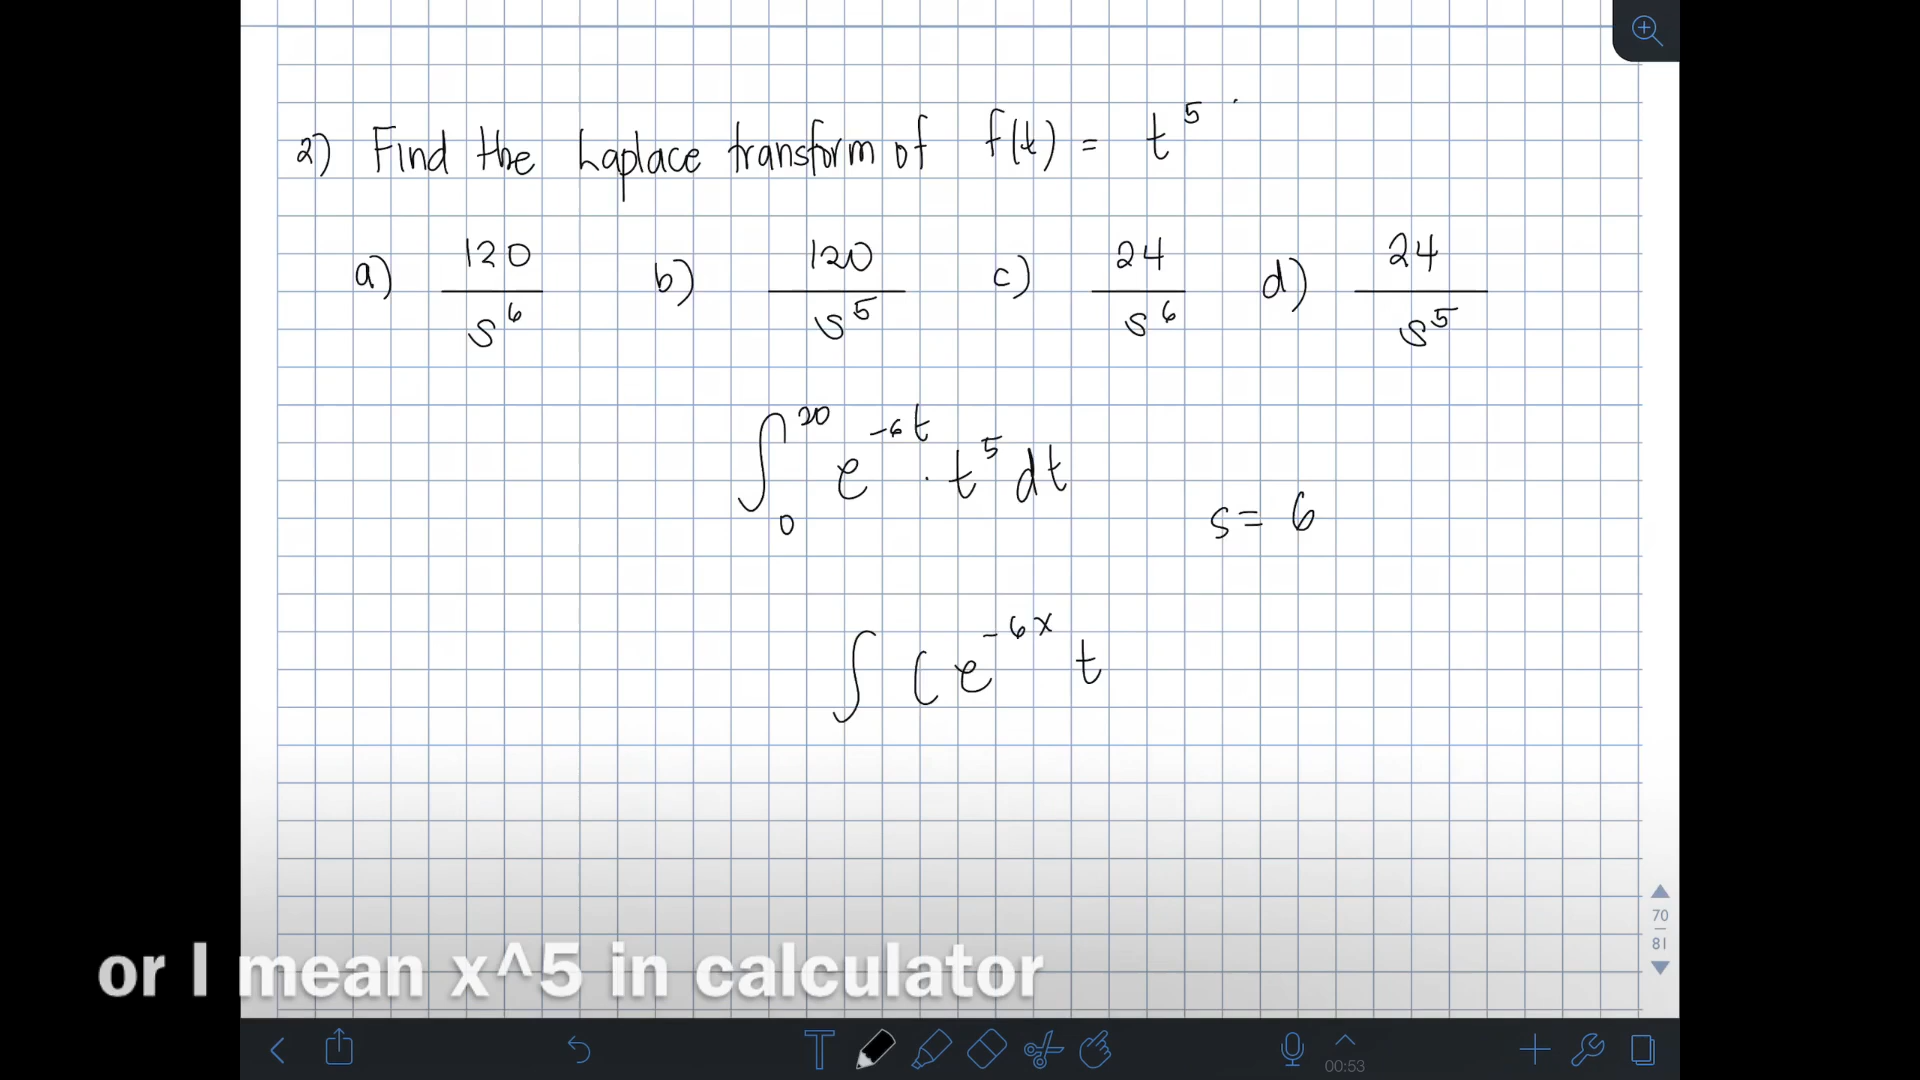 2) Find the Laplace transform of f(t) = t^5
a) 120/s^6 b) 120/s^5 c) 24/s^6 d) 24/s^5
∫_0^20 e^-6t · t^5 dt
s = 6
∫ (e^-6x t
70
81
or I mean x^5 in calculator
T
00:53